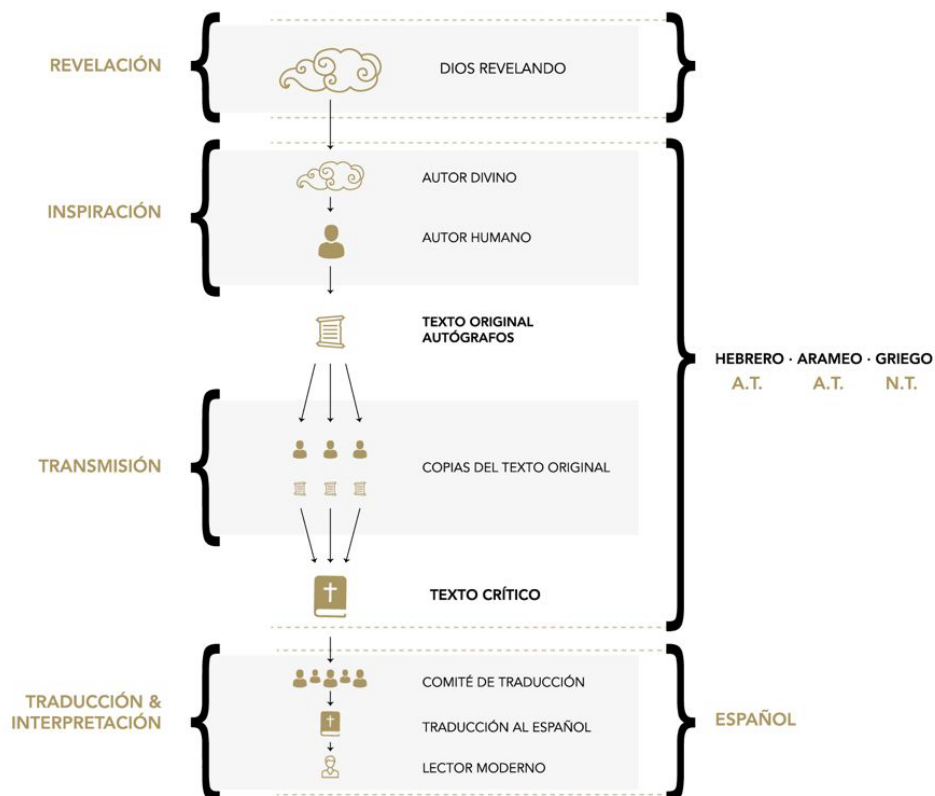 REVELACIÓN
DIOS REVELANDO
AUTOR DIVINO
INSPIRACIÓN
AUTOR HUMANO
TEXTO ORIGINAL
AUTÓGRAFOS
HEBRERO · ARAMEO · GRIEGO
A.T. A.T. N.T.
TRANSMISIÓN
COPIAS DEL TEXTO ORIGINAL
TEXTO CRÍTICO
TRADUCCIÓN &
INTERPRETACIÓN
COMITÉ DE TRADUCCIÓN
TRADUCCIÓN AL ESPAÑOL
LECTOR MODERNO
ESPAÑOL